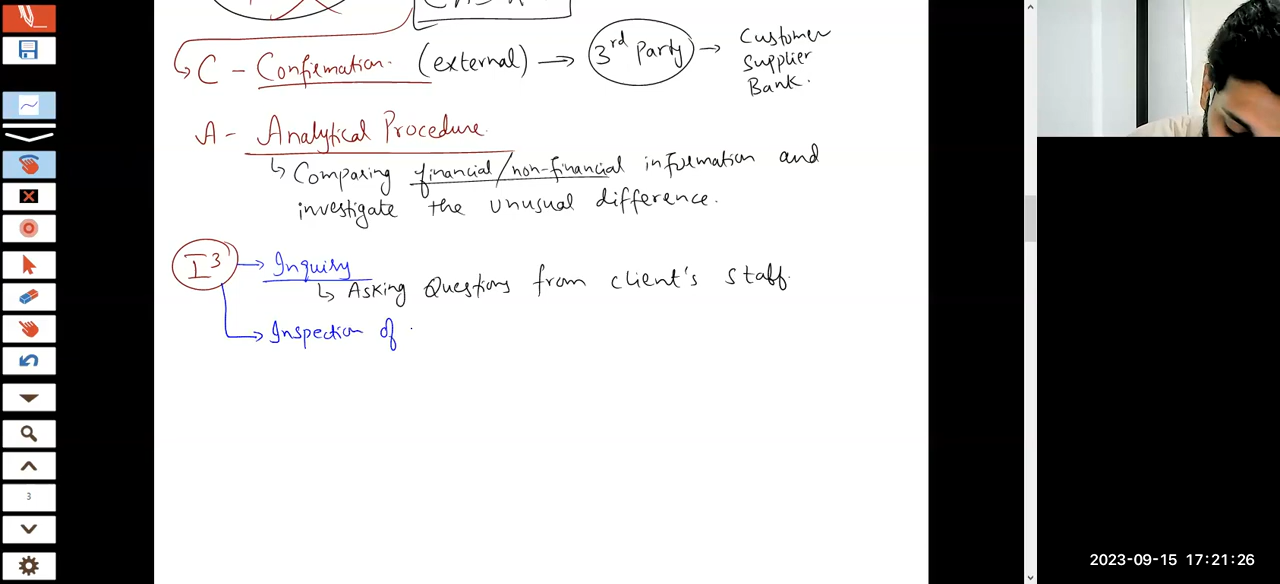 C - Confirmation. (external) → 3rd Party → Customer
Supplier
Bank.
A - Analytical Procedure.
↳ Comparing financial/non-financial information and
investigate the unusual difference.
I³ → Inquiry
↳ Asking Questions from client's staff.
→ Inspection of
3
2023-09-15 17:21:26